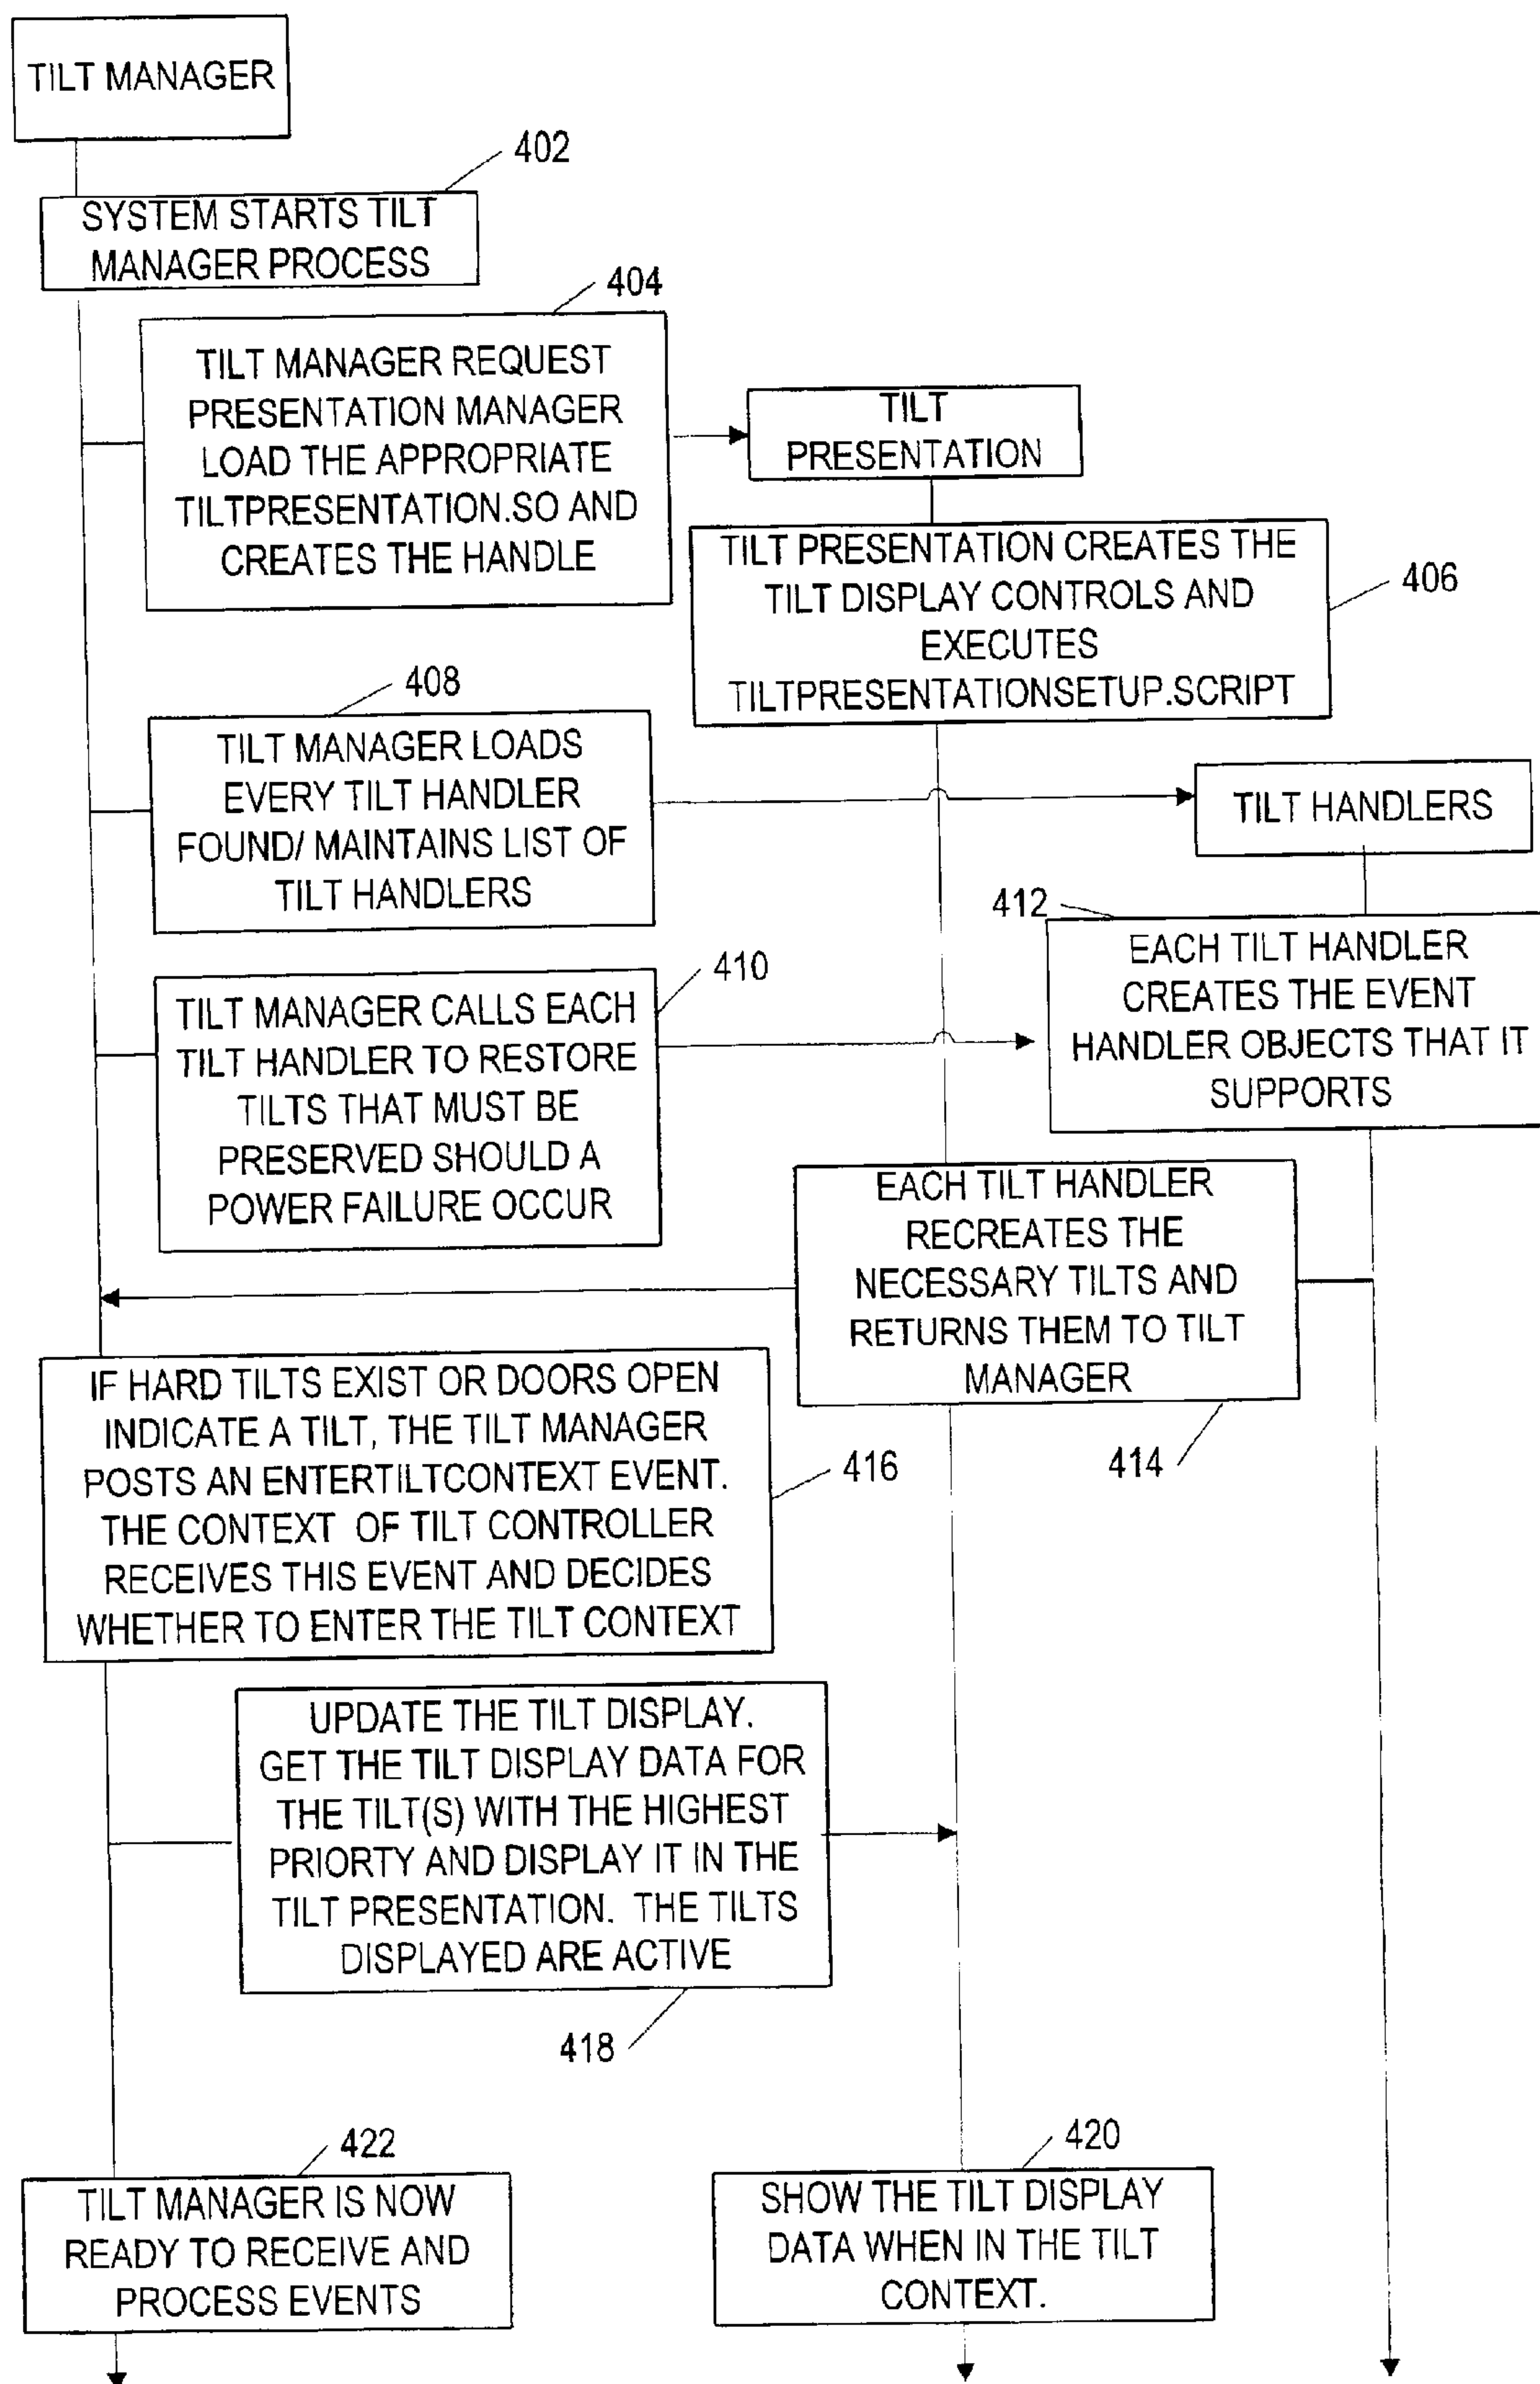 TILT MANAGER
402
SYSTEM STARTS TILT
MANAGER PROCESS
404
TILT MANAGER REQUEST
PRESENTATION MANAGER
LOAD THE APPROPRIATE
TILTPRESENTATION.SO AND
CREATES THE HANDLE
TILT
PRESENTATION
TILT PRESENTATION CREATES THE
TILT DISPLAY CONTROLS AND
EXECUTES
TILTPRESENTATIONSETUP.SCRIPT
406
408
TILT MANAGER LOADS
EVERY TILT HANDLER
FOUND/ MAINTAINS LIST OF
TILT HANDLERS
TILT HANDLERS
412
EACH TILT HANDLER
CREATES THE EVENT
HANDLER OBJECTS THAT IT
SUPPORTS
410
TILT MANAGER CALLS EACH
TILT HANDLER TO RESTORE
TILTS THAT MUST BE
PRESERVED SHOULD A
POWER FAILURE OCCUR
EACH TILT HANDLER
RECREATES THE
NECESSARY TILTS AND
RETURNS THEM TO TILT
MANAGER
414
IF HARD TILTS EXIST OR DOORS OPEN
INDICATE A TILT, THE TILT MANAGER
POSTS AN ENTERTILTCONTEXT EVENT.
THE CONTEXT OF TILT CONTROLLER
RECEIVES THIS EVENT AND DECIDES
WHETHER TO ENTER THE TILT CONTEXT
416
UPDATE THE TILT DISPLAY.
GET THE TILT DISPLAY DATA FOR
THE TILT(S) WITH THE HIGHEST
PRIORTY AND DISPLAY IT IN THE
TILT PRESENTATION. THE TILTS
DISPLAYED ARE ACTIVE
418
422
TILT MANAGER IS NOW
READY TO RECEIVE AND
PROCESS EVENTS
420
SHOW THE TILT DISPLAY
DATA WHEN IN THE TILT
CONTEXT.